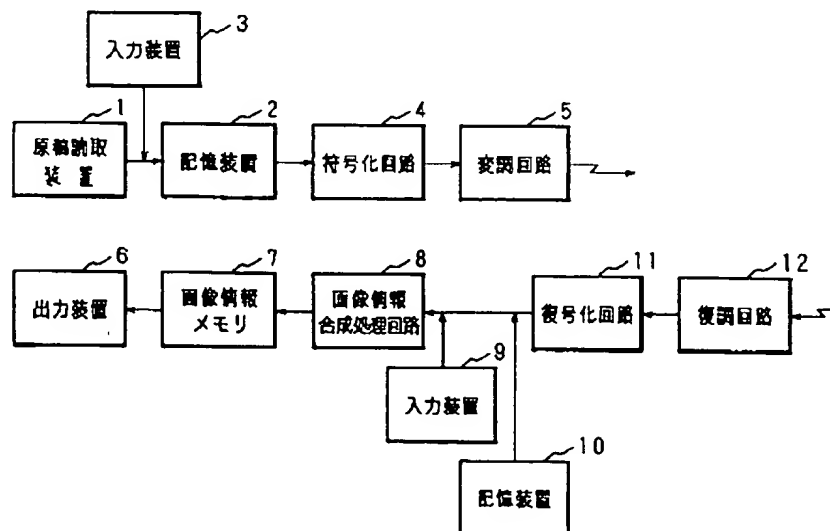 3
入力装置
1
2
4
5
原稿読取
装置
記憶装置
符号化回路
変調回路
6
7
8
11
12
出力装置
画像情報
メモリ
画像情報
合成処理回路
復号化回路
復調回路
9
入力装置
10
記憶装置